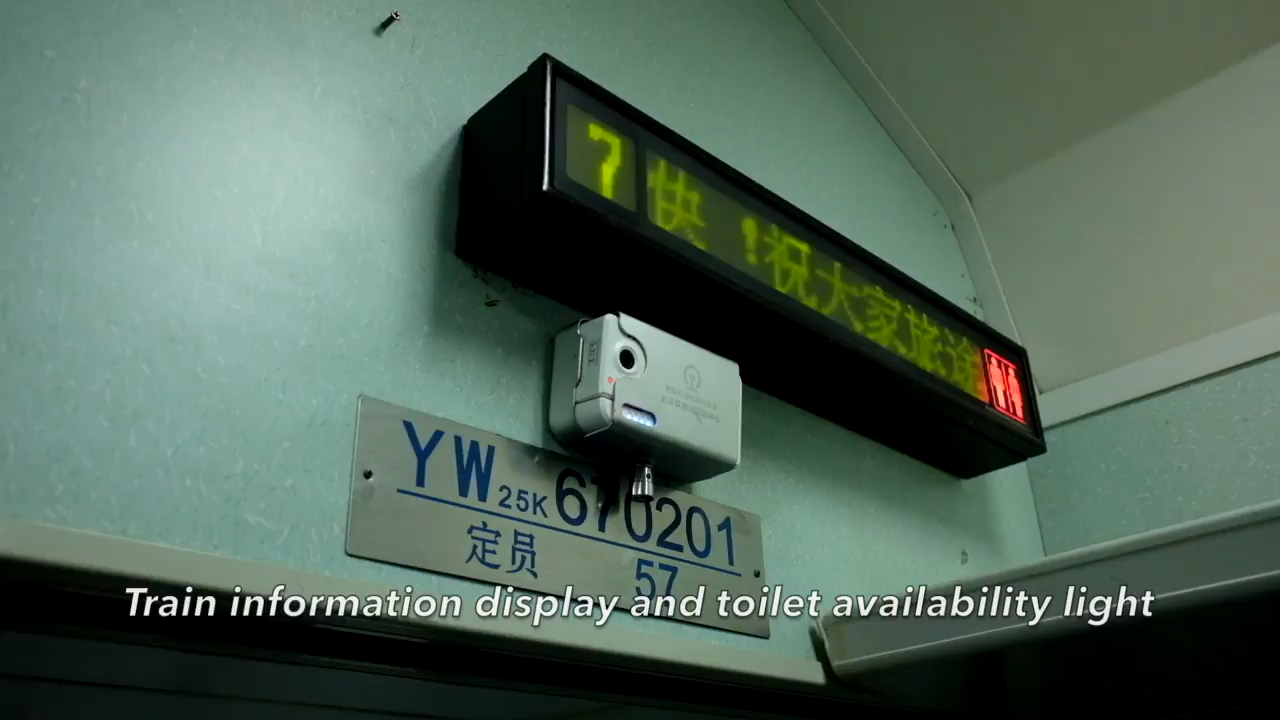 7 快！祝大家旅途
YW25K 670201
定员 57
Train information display and toilet availability light